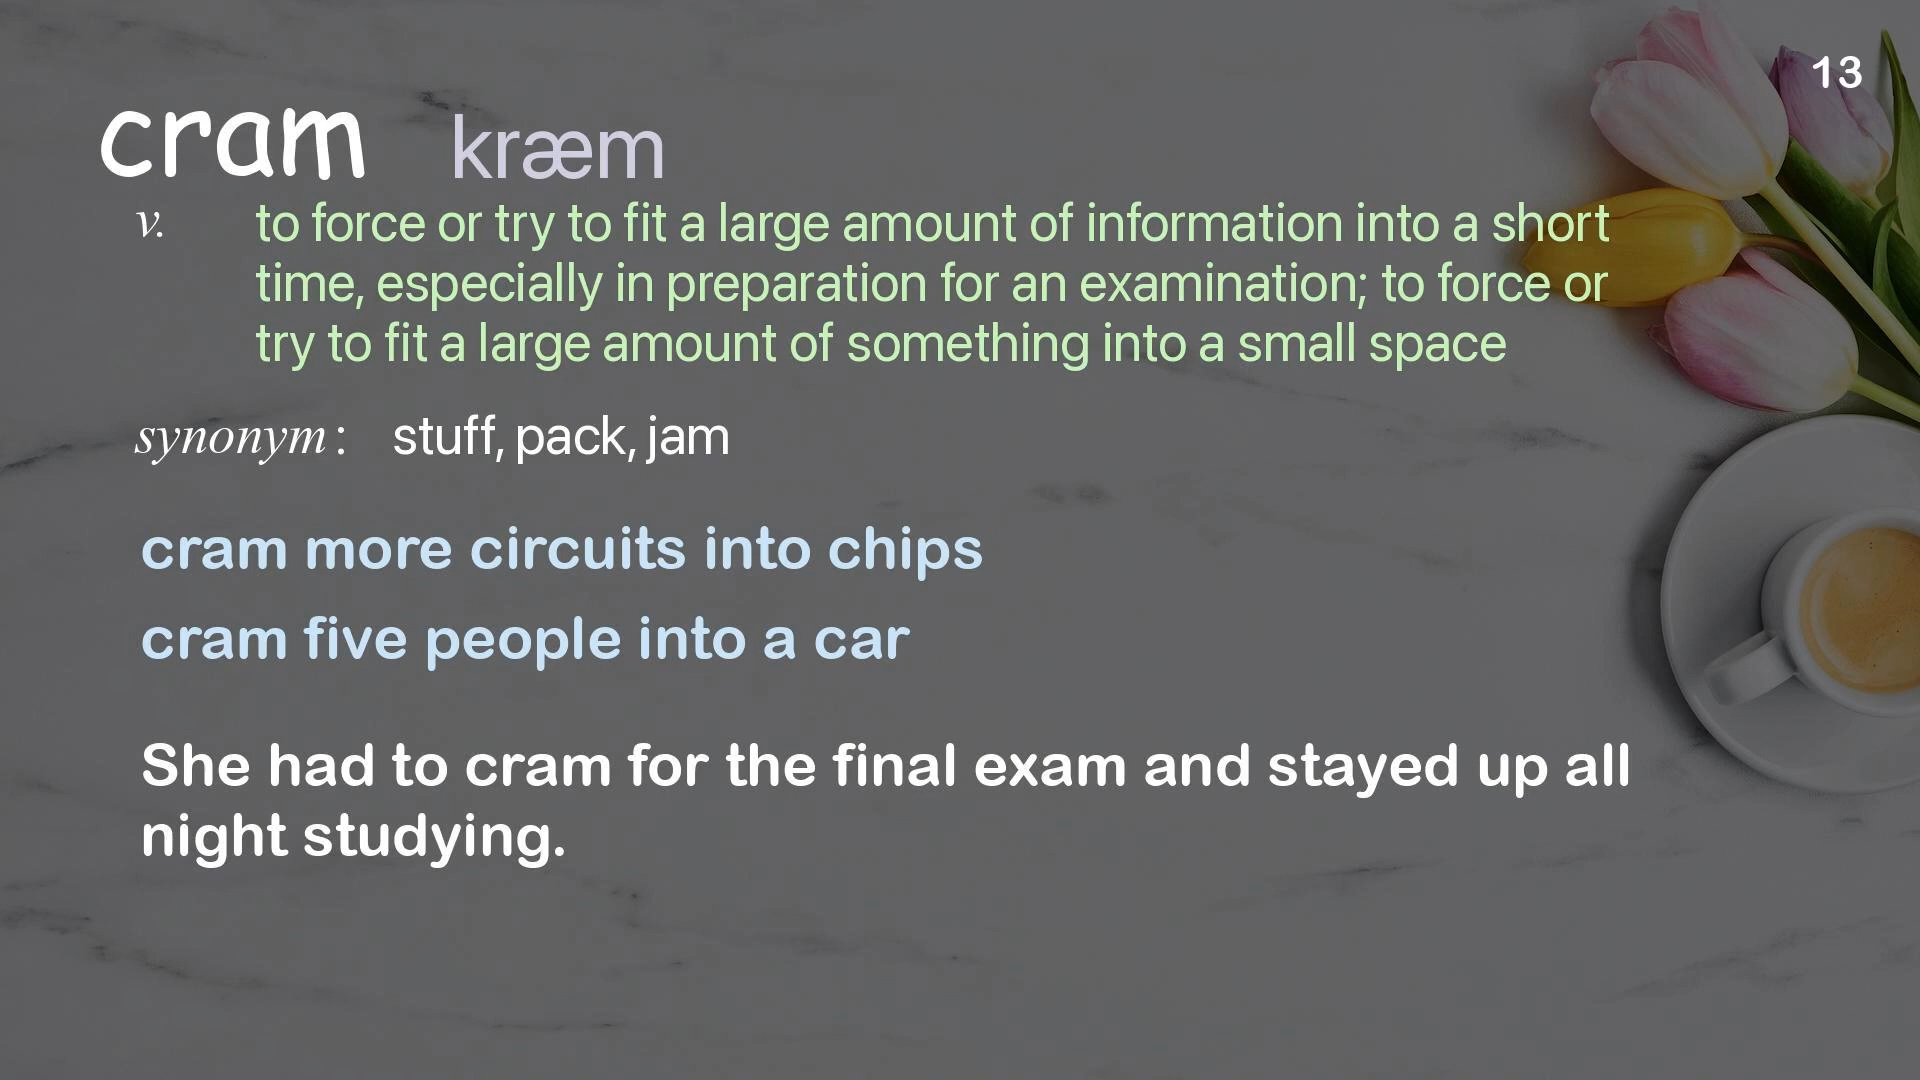 13
cram kræm
v. to force or try to fit a large amount of information into a short
time, especially in preparation for an examination; to force or
try to fit a large amount of something into a small space
synonym : stuff, pack, jam
cram more circuits into chips
cram five people into a car
She had to cram for the final exam and stayed up all
night studying.